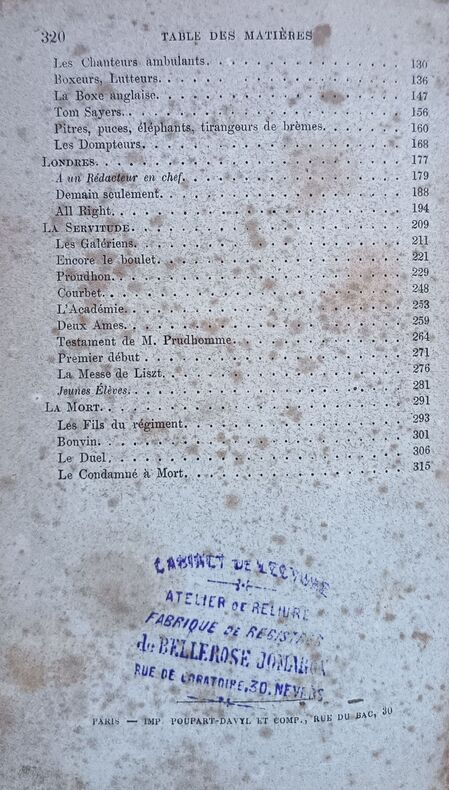 320 TABLE DES MATIÈRES
Les Chanteurs ambulants. 130
Boxeurs, Lutteurs. 136
La Boxe anglaise. 147
Tom Sayers. 156
Pitres, puces, éléphants, tirangeurs de brèmes. 160
Les Dompteurs. 168
LONDRES. 177
A un Rédacteur en chef. 179
Demain seulement. 188
All Right. 194
LA SERVITUDE. 209
Les Galériens. 211
Encore le boulet. 221
Proudhon. 229
Courbet. 248
L'Académie. 253
Deux Ames. 259
Testament de M. Prudhomme. 264
Premier début. 271
La Messe de Liszt. 276
Jeunes Élèves. 281
LA MORT. 291
Les Fils du régiment. 293
Bonvin. 301
Le Duel. 306
Le Condamné à Mort. 315
CABINET DE LECTURE
ATELIER DE RELIURE
FABRIQUE DE REGISTRES
de BELLEROSE
RUE DE L'ORATOIRE, 30. NEVERS
PARIS — IMP. POUPART-DAVYL ET COMP., RUE DU BAC, 30